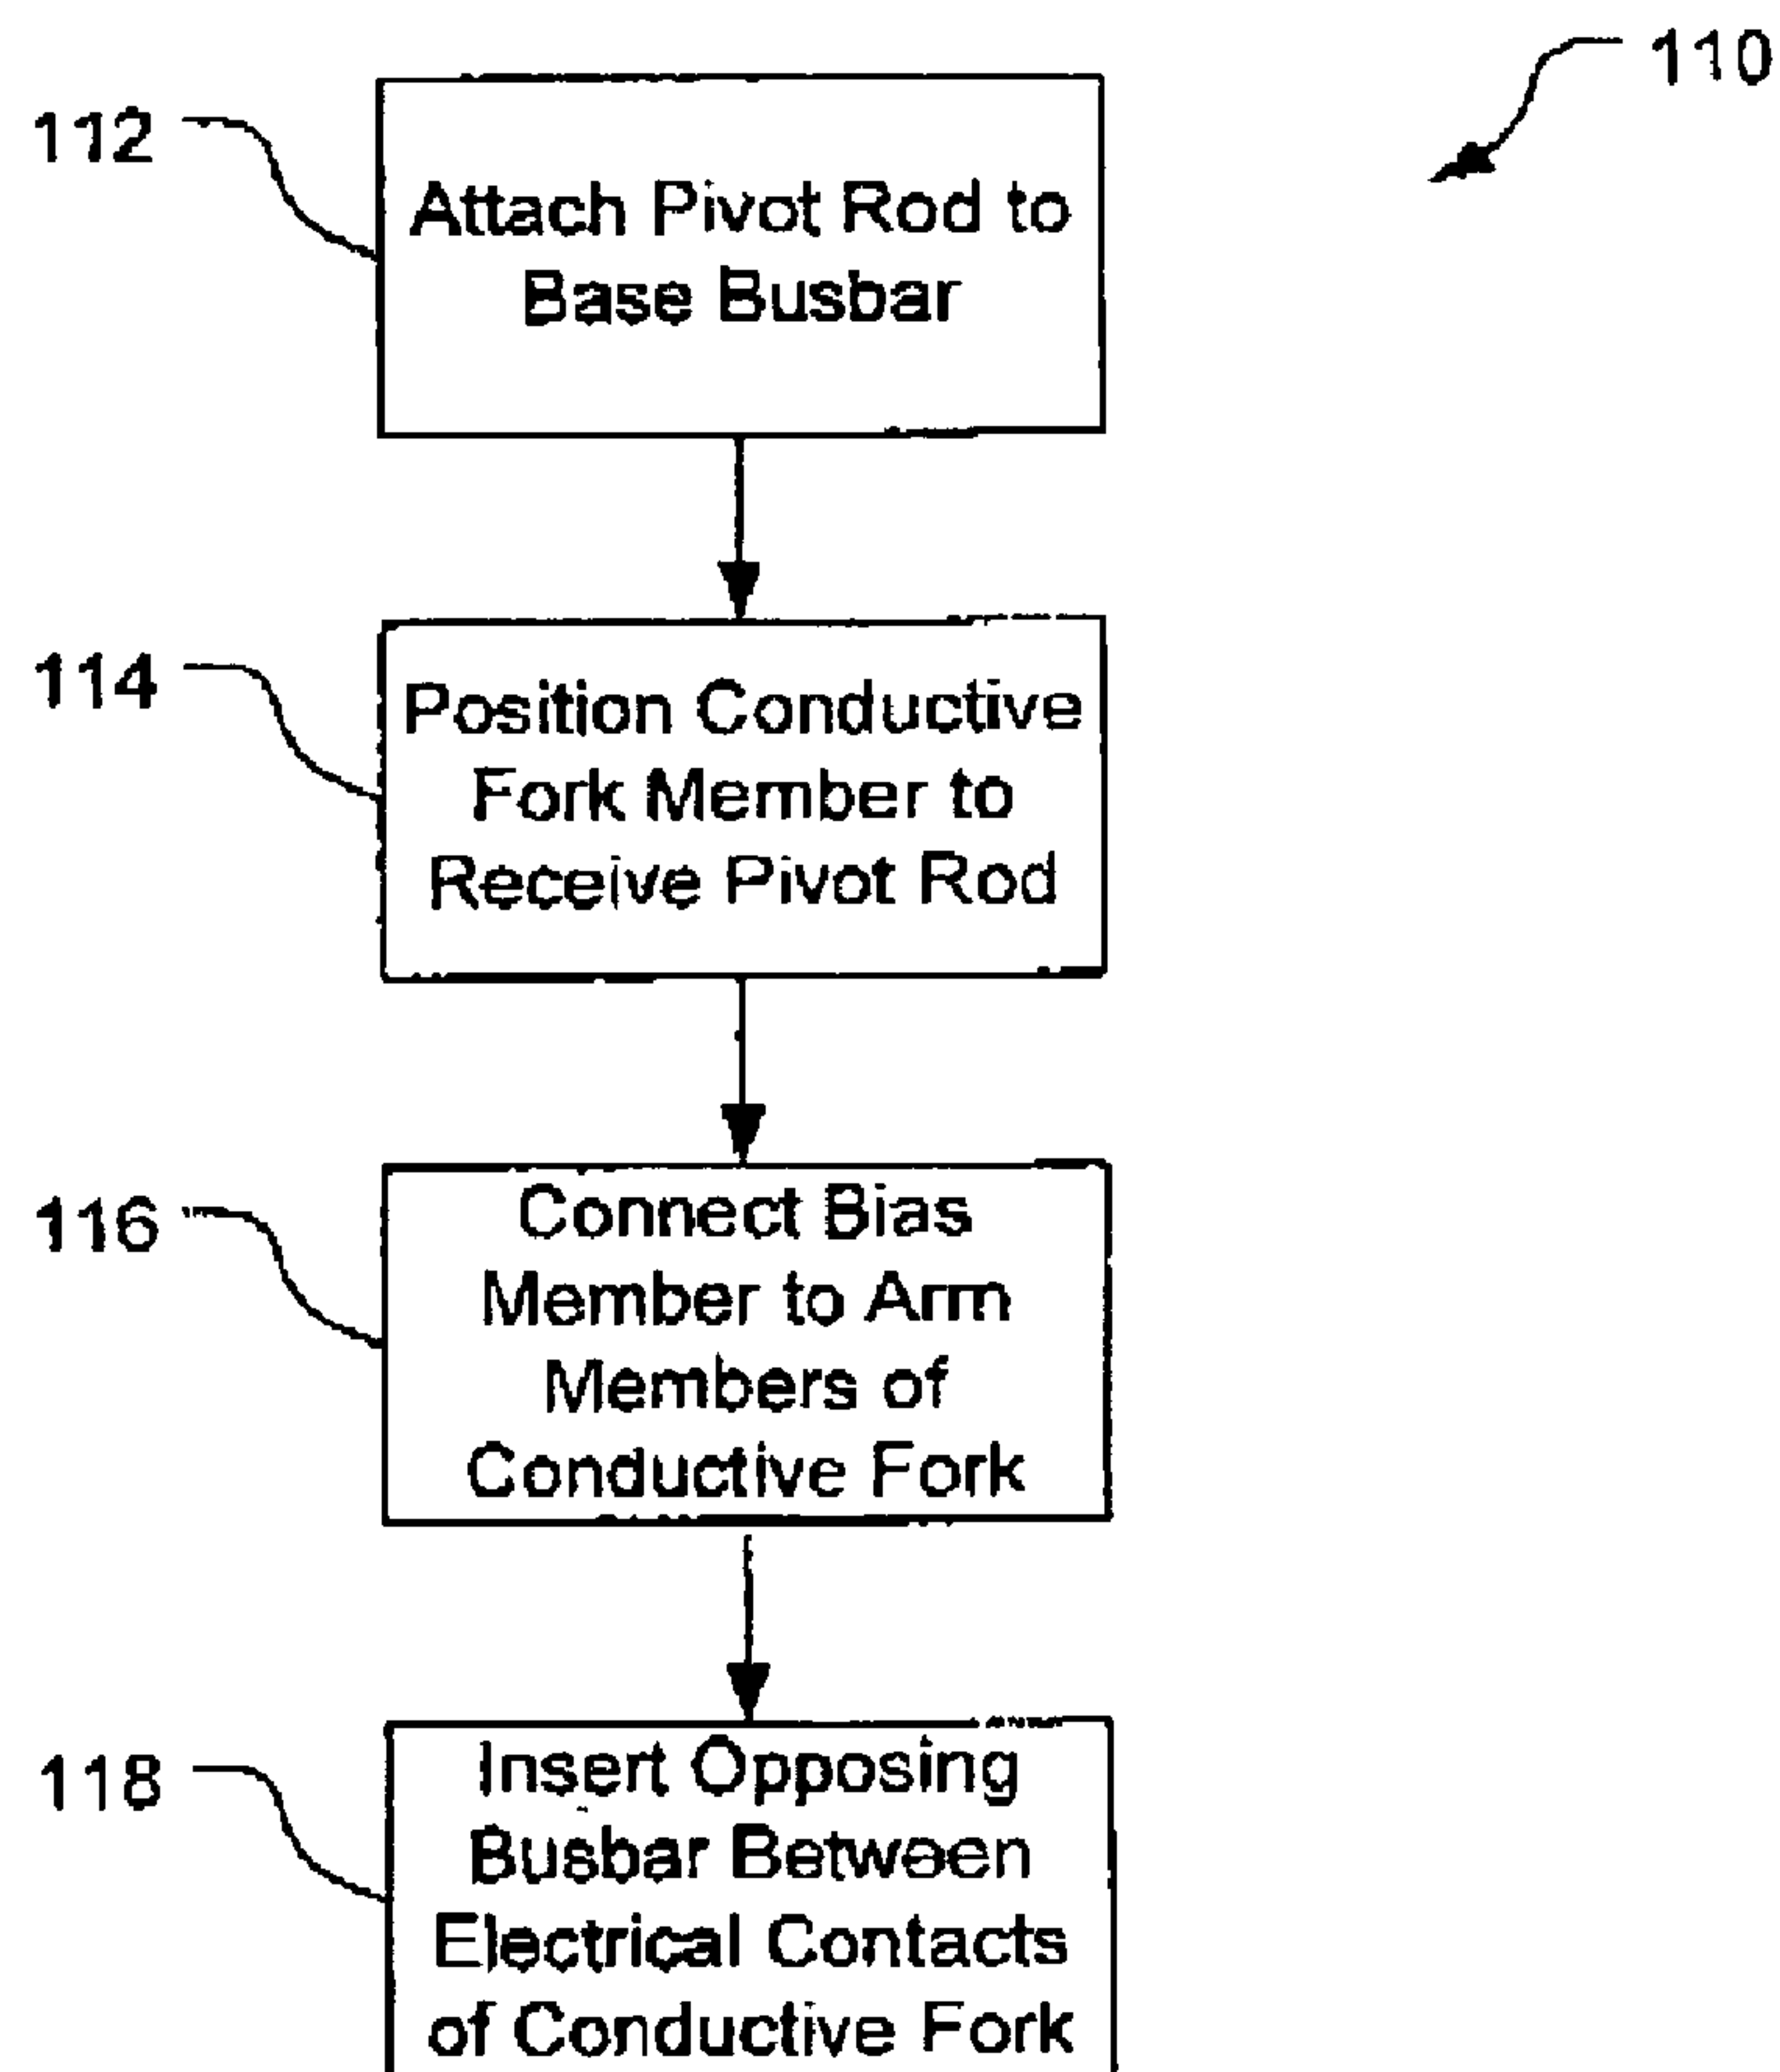 110
112
Attach Pivot Rod to
Base Busbar
114
Position Conductive
Fork Member to
Receive Pivot Rod
116
Connect Bias
Member to Arm
Members of
Conductive Fork
118
Insert Opposing
Busbar Between
Electrical Contacts
of Conductive Fork